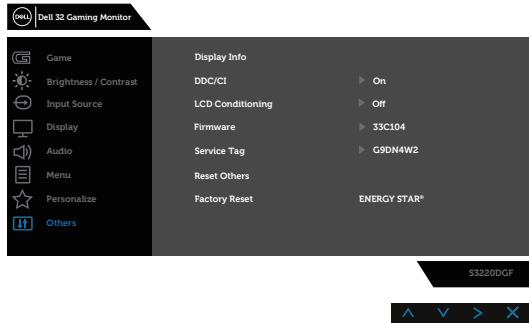 DELL Dell 32 Gaming Monitor
Game
Brightness / Contrast
Input Source
Display
Audio
Menu
Personalize
Others
Display Info
DDC/CI On
LCD Conditioning Off
Firmware 33C104
Service Tag G9DN4W2
Reset Others
Factory Reset ENERGY STAR®
S3220DGF